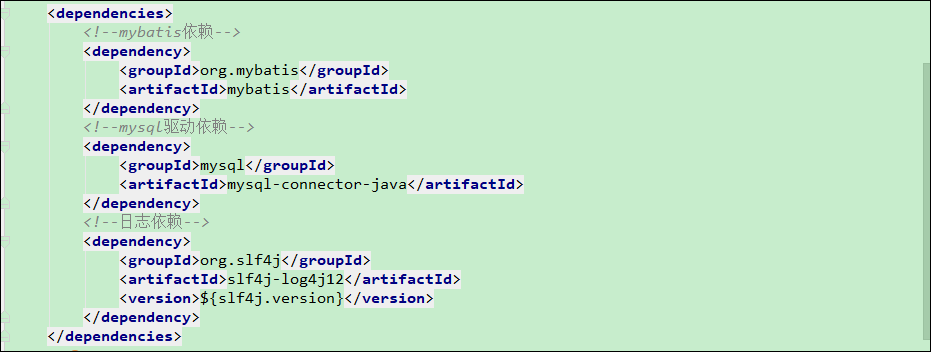 <dependencies>
<!--mybatis依赖-->
<dependency>
<groupId>org.mybatis</groupId>
<artifactId>mybatis</artifactId>
</dependency>
<!--mysql驱动依赖-->
<dependency>
<groupId>mysql</groupId>
<artifactId>mysql-connector-java</artifactId>
</dependency>
<!--日志依赖-->
<dependency>
<groupId>org.slf4j</groupId>
<artifactId>slf4j-log4j12</artifactId>
<version>${slf4j.version}</version>
</dependency>
</dependencies>